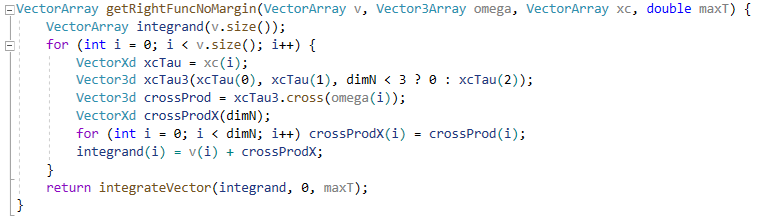 VectorArray getRightFuncNoMargin(VectorArray v, Vector3Array omega, VectorArray xc, double maxT) {
VectorArray integrand(v.size());
for (int i = 0; i < v.size(); i++) {
VectorXd xcTau = xc(i);
Vector3d xcTau3(xcTau(0), xcTau(1), dimN < 3 ? 0 : xcTau(2));
Vector3d crossProd = xcTau3.cross(omega(i));
VectorXd crossProdX(dimN);
for (int i = 0; i < dimN; i++) crossProdX(i) = crossProd(i);
integrand(i) = v(i) + crossProdX;
}
return integrateVector(integrand, 0, maxT);
}